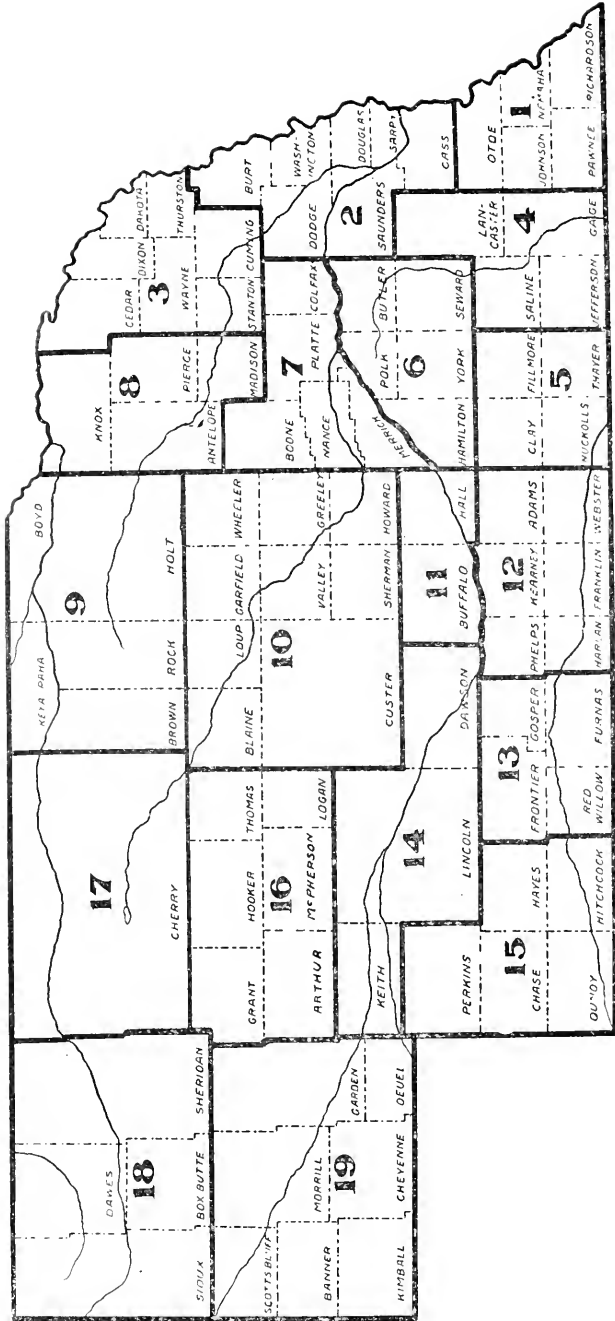 18
SIOUX
DAWES
BOX BUTTE
SHERIDAN
19
SCOTTS BLUFF
BANNER
KIMBALL
MORRILL
CHEYENNE
GARDEN
DEUEL
17
CHERRY
16
GRANT
HOOKER
THOMAS
ARTHUR
McPHERSON
LOGAN
14
KEITH
LINCOLN
DAWSON
15
PERKINS
CHASE
HAYES
DUNDY
HITCHCOCK
13
FRONTIER
GOSPER
RED
WILLOW
FURNAS
9
KEYA PAHA
BOYD
BROWN
ROCK
HOLT
10
BLAINE
LOUP
GARFIELD
WHEELER
CUSTER
VALLEY
GREELEY
SHERMAN
HOWARD
11
BUFFALO
HALL
12
PHELPS
KEARNEY
ADAMS
HARLAN
FRANKLIN
WEBSTER
8
KNOX
PIERCE
ANTELOPE
MADISON
3
CEDAR
DIXON
DAKOTA
WAYNE
THURSTON
STANTON
CUMING
7
BOONE
NANCE
PLATTE
COLFAX
MERRICK
6
POLK
BUTLER
HAMILTON
YORK
SEWARD
5
CLAY
FILLMORE
NUCKOLLS
THAYER
2
BURT
WASH-
INGTON
DODGE
DOUGLAS
SAUNDERS
SARPY
CASS
4
LAN-
CASTER
SALINE
GAGE
JEFFERSON
1
OTOE
JOHNSON
NEMAHA
PAWNEE
RICHARDSON